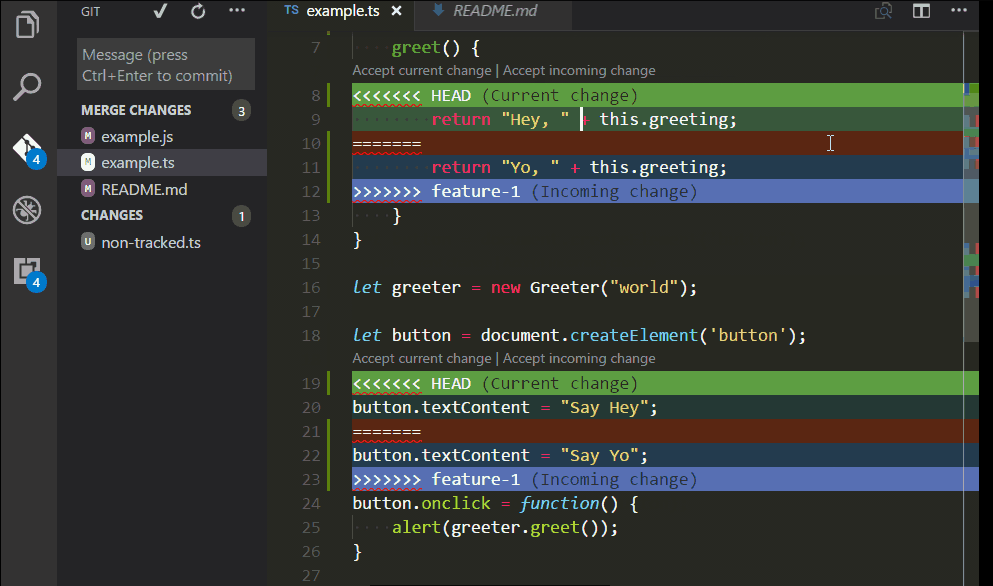 GIT
TS example.ts
README.md
Message (press
Ctrl+Enter to commit)
MERGE CHANGES 3
M example.js
M example.ts
M README.md
CHANGES 1
U non-tracked.ts
4
4
7 greet() {
Accept current change | Accept incoming change
8 <<<<<<< HEAD (Current change)
9 return "Hey, " + this.greeting;
10 =======
11 return "Yo, " + this.greeting;
12 >>>>>>> feature-1 (Incoming change)
13 }
14 }
15
16 let greeter = new Greeter("world");
17
18 let button = document.createElement('button');
Accept current change | Accept incoming change
19 <<<<<<< HEAD (Current change)
20 button.textContent = "Say Hey";
21 =======
22 button.textContent = "Say Yo";
23 >>>>>>> feature-1 (Incoming change)
24 button.onclick = function() {
25 alert(greeter.greet());
26 }
27